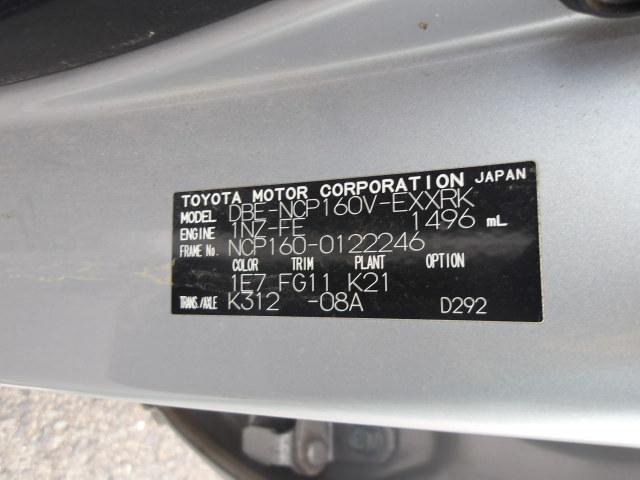 TOYOTA MOTOR CORPORATION JAPAN
MODEL DBE-NCP160V-EXXRK
ENGINE 1NZ-FE 1496 mL
FRAME No. NCP160-0122246
COLOR TRIM PLANT OPTION
1E7 FG11 K21
TRANS./AXLE K312 -08A D292